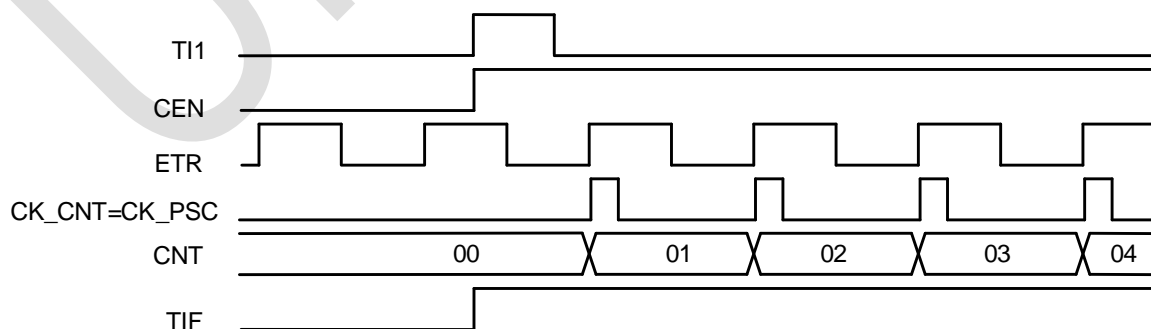 TI1
CEN
ETR
CK_CNT=CK_PSC
CNT 00 01 02 03 04
TIF